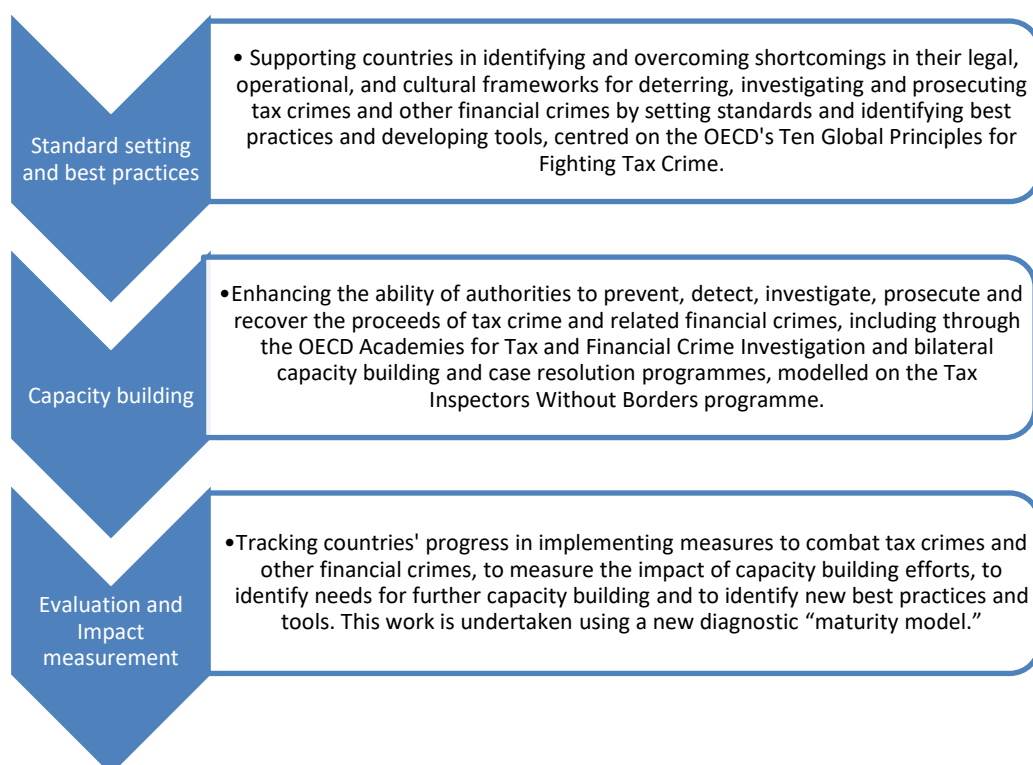 Standard setting
and best practices
• Supporting countries in identifying and overcoming shortcomings in their legal,
operational, and cultural frameworks for deterring, investigating and prosecuting
tax crimes and other financial crimes by setting standards and identifying best
practices and developing tools, centred on the OECD's Ten Global Principles for
Fighting Tax Crime.
Capacity building
•Enhancing the ability of authorities to prevent, detect, investigate, prosecute and
recover the proceeds of tax crime and related financial crimes, including through
the OECD Academies for Tax and Financial Crime Investigation and bilateral
capacity building and case resolution programmes, modelled on the Tax
Inspectors Without Borders programme.
Evaluation and
Impact
measurement
•Tracking countries' progress in implementing measures to combat tax crimes and
other financial crimes, to measure the impact of capacity building efforts, to
identify needs for further capacity building and to identify new best practices and
tools. This work is undertaken using a new diagnostic “maturity model.”